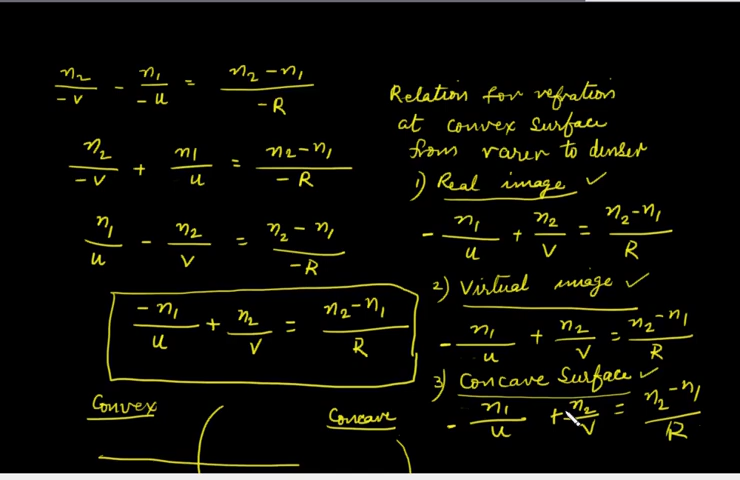 n₂/-v - n₁/-u = n₂-n₁/-R
n₂/-v + n₁/u = n₂-n₁/-R
n₁/u - n₂/v = n₂-n₁/-R
-n₁/u + n₂/v = n₂-n₁/R
Convex
Concave
Relation for refration
at convex surface
from rarer to denser
1) Real image ✓
- n₁/u + n₂/v = n₂-n₁/R
2) Virtual image ✓
- n₁/u + n₂/v = n₂-n₁/R
3) Concave Surface ✓
- n₁/u + n₂/v = n₂-n₁/R